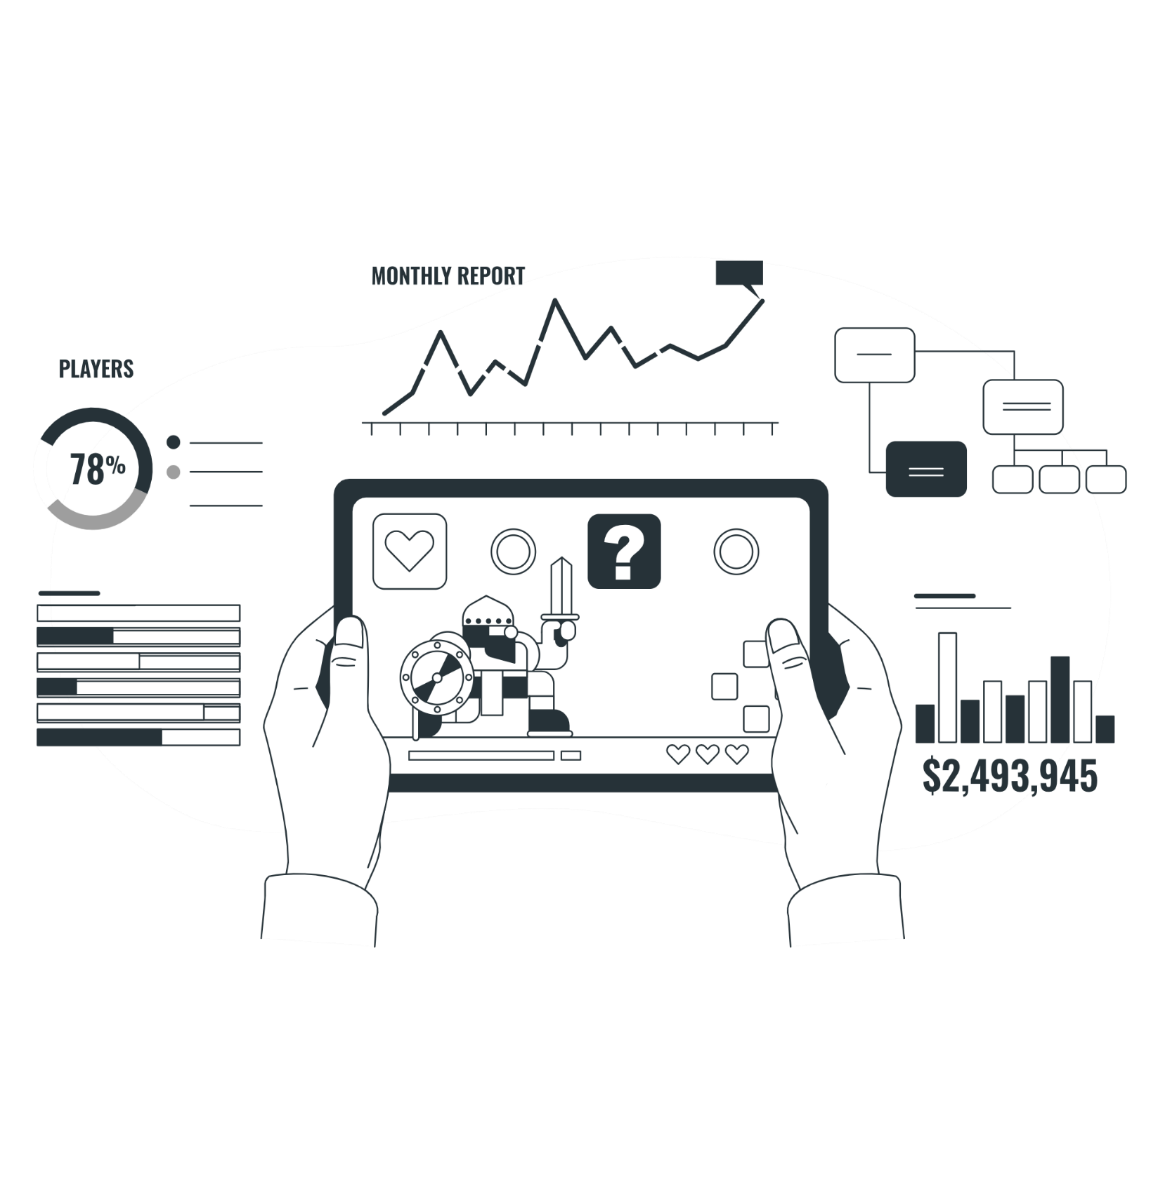 MONTHLY REPORT
PLAYERS
78%
?
$2,493,945